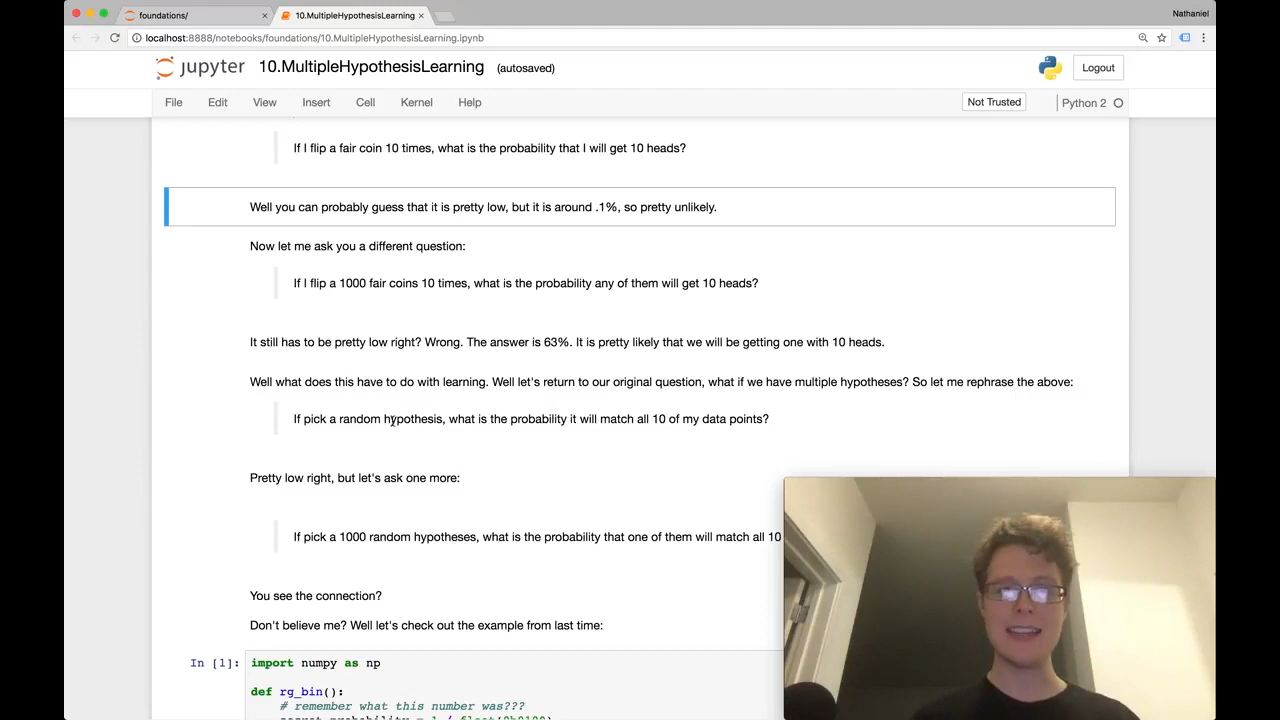 foundations/
10.MultipleHypothesisLearning
Nathaniel
localhost:8888/notebooks/foundations/10.MultipleHypothesisLearning.ipynb
jupyter 10.MultipleHypothesisLearning (autosaved)
Logout
File Edit View Insert Cell Kernel Help
Not Trusted
Python 2
If I flip a fair coin 10 times, what is the probability that I will get 10 heads?
Well you can probably guess that it is pretty low, but it is around .1%, so pretty unlikely.
Now let me ask you a different question:
If I flip a 1000 fair coins 10 times, what is the probability any of them will get 10 heads?
It still has to be pretty low right? Wrong. The answer is 63%. It is pretty likely that we will be getting one with 10 heads.
Well what does this have to do with learning. Well let's return to our original question, what if we have multiple hypotheses? So let me rephrase the above:
If pick a random hypothesis, what is the probability it will match all 10 of my data points?
Pretty low right, but let's ask one more:
If pick a 1000 random hypotheses, what is the probability that one of them will match all 10
You see the connection?
Don't believe me? Well let's check out the example from last time:
In [1]: import numpy as np
def rg_bin():
# remember what this number was???